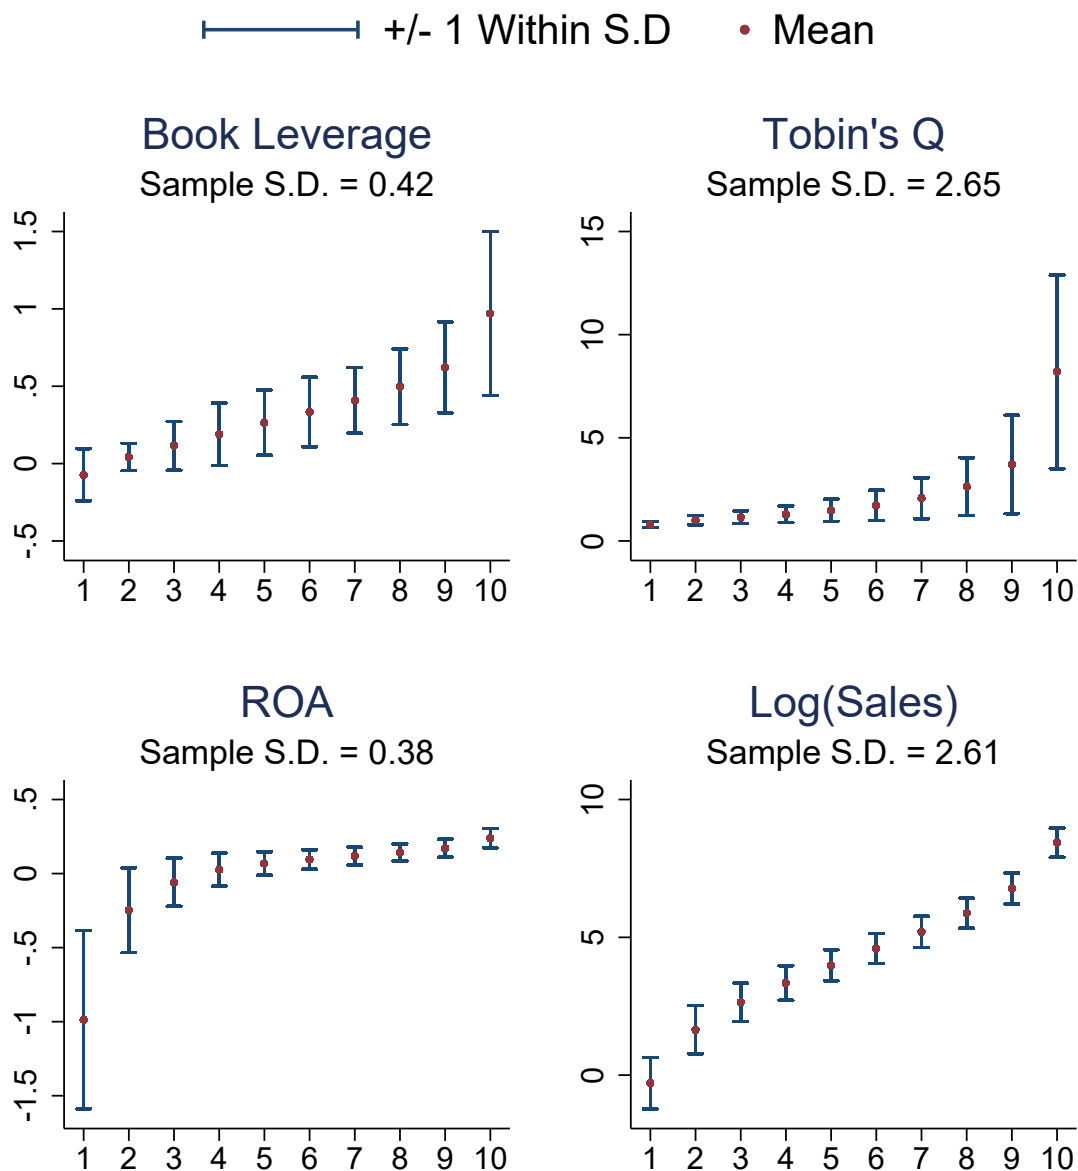 +/- 1 Within S.D Mean
Book Leverage
Sample S.D. = 0.42
1.5
1
.5
0
-.5
1 2 3 4 5 6 7 8 9 10
Tobin's Q
Sample S.D. = 2.65
15
10
5
0
1 2 3 4 5 6 7 8 9 10
ROA
Sample S.D. = 0.38
.5
0
-.5
-1
-1.5
1 2 3 4 5 6 7 8 9 10
Log(Sales)
Sample S.D. = 2.61
10
5
0
1 2 3 4 5 6 7 8 9 10